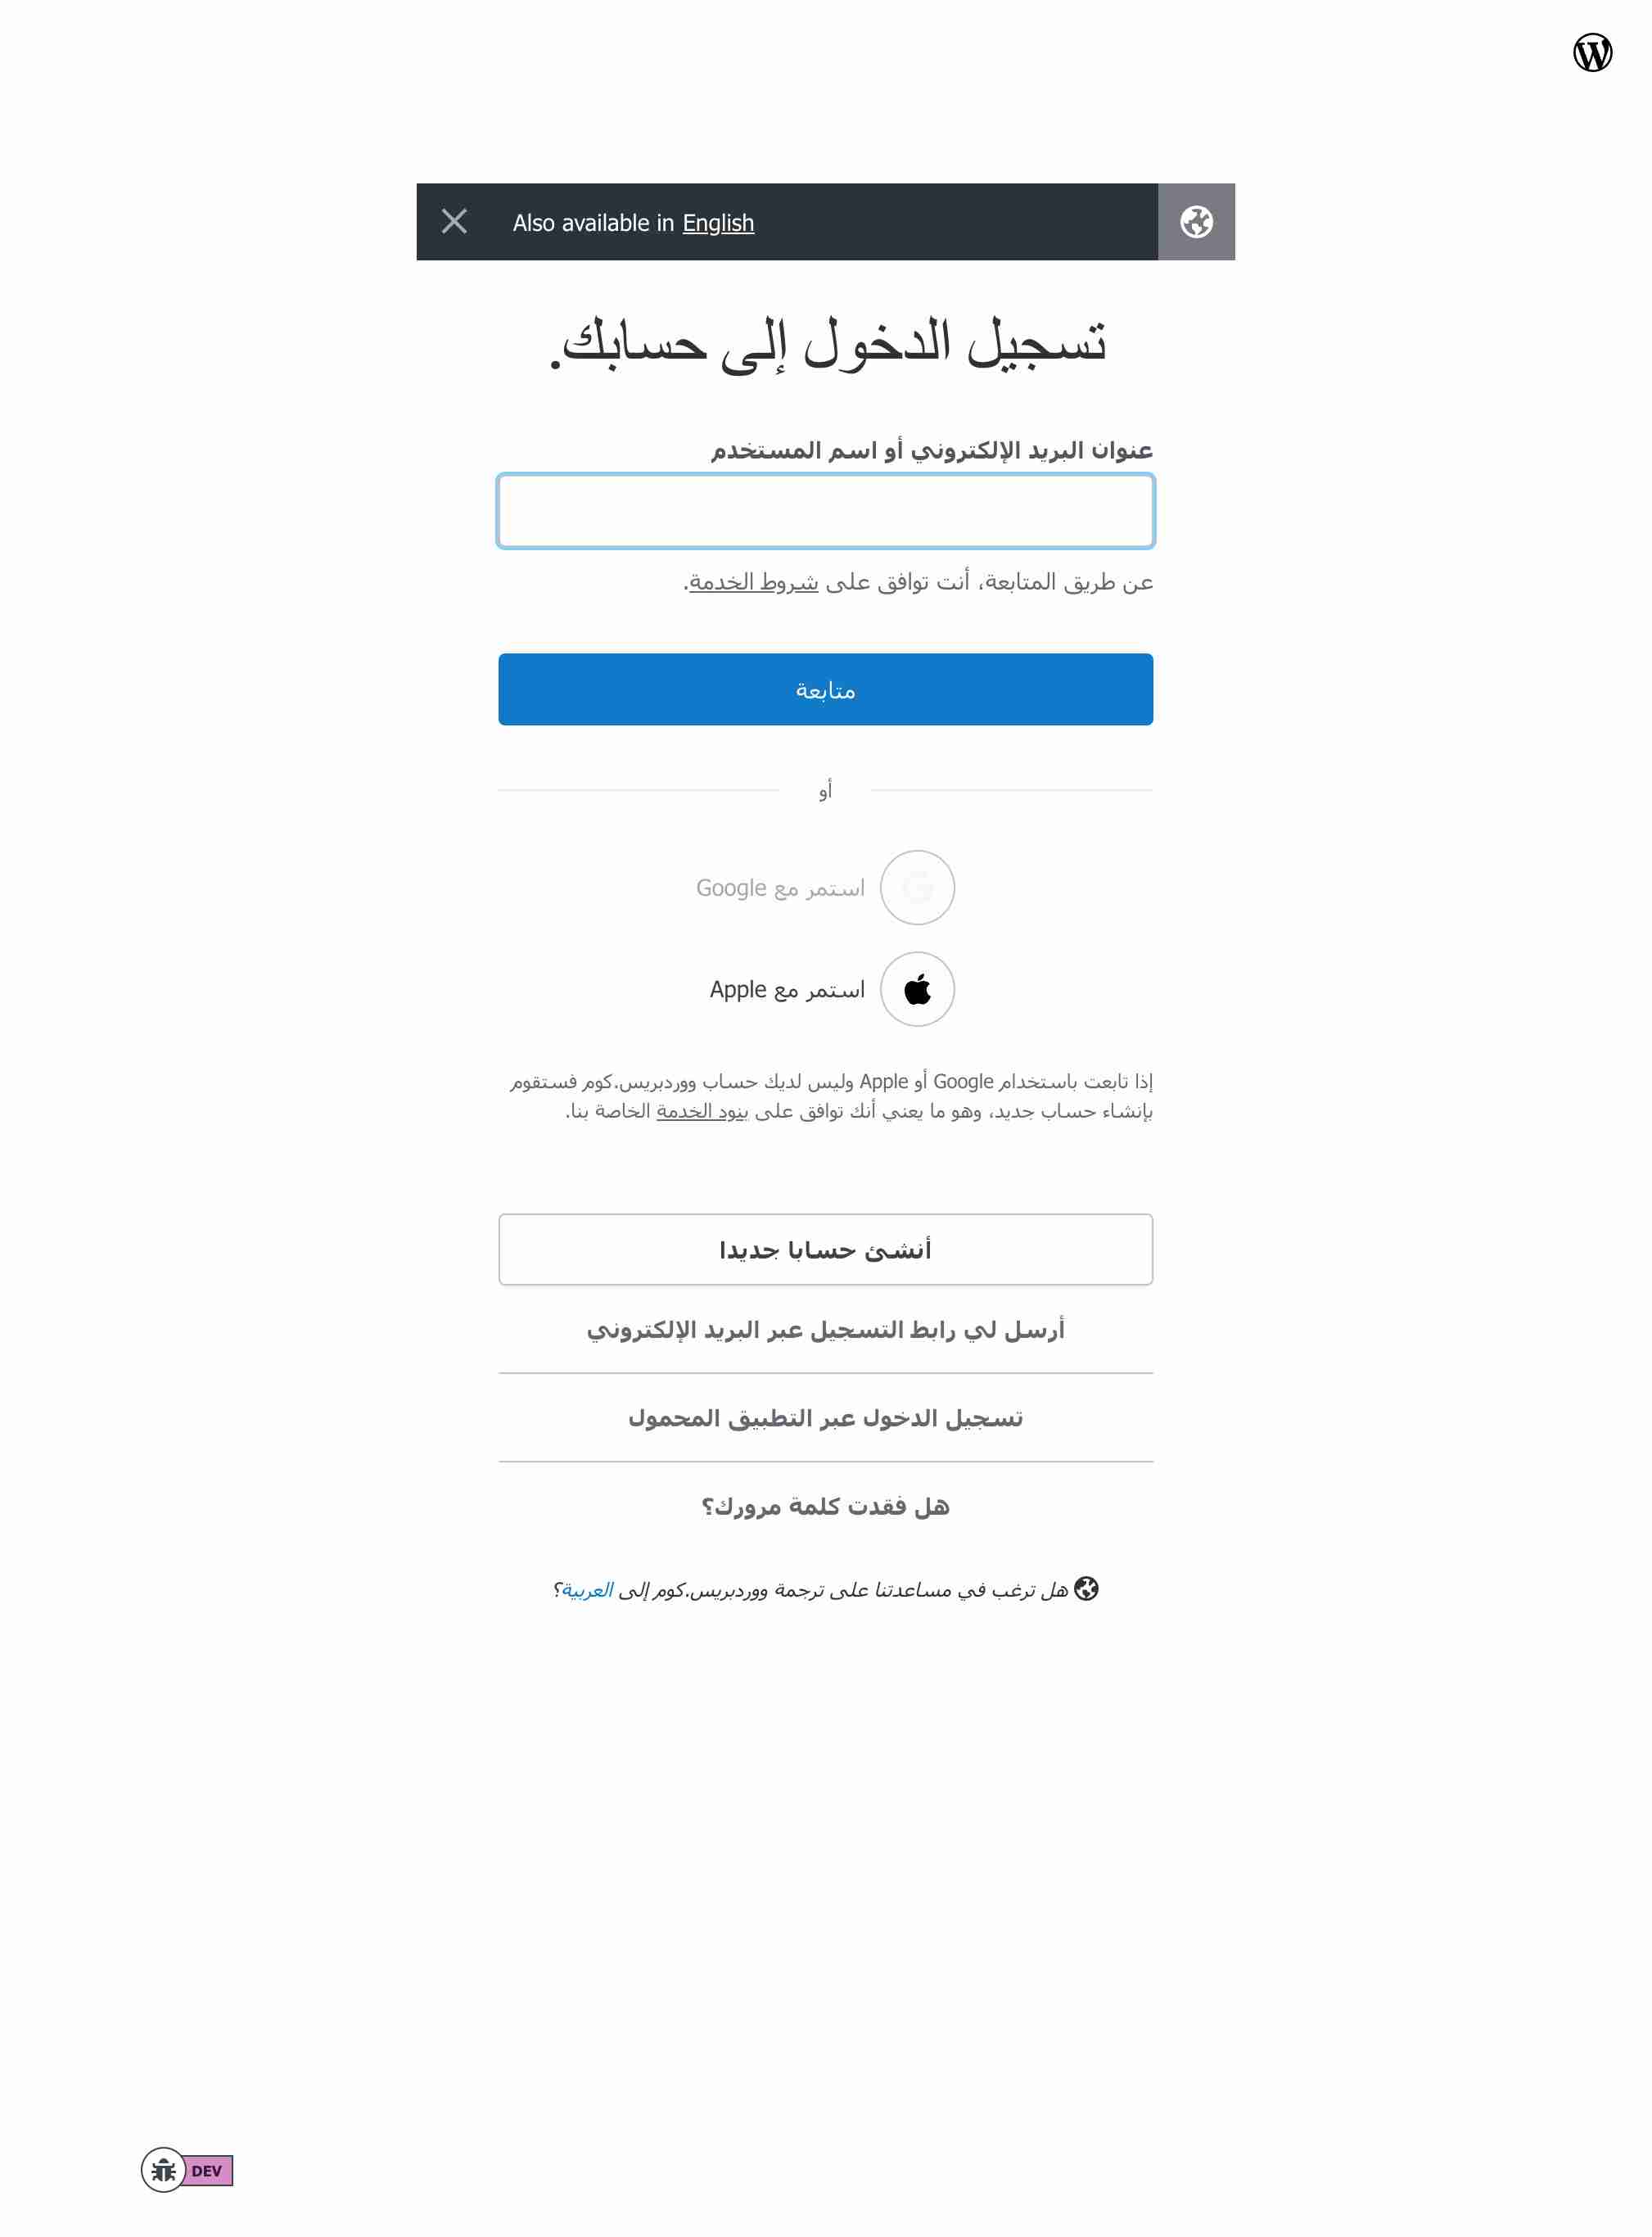 Also available in English
تسجيل الدخول إلى حسابك.
عنوان البريد الإلكتروني أو اسم المستخدم
عن طريق المتابعة، أنت توافق على شروط الخدمة.
متابعة
أو
استمر مع Google
استمر مع Apple
إذا تابعت باستخدام Google أو Apple وليس لديك حساب ووردبريس.كوم فستقوم
بإنشاء حساب جديد، وهو ما يعني أنك توافق على بنود الخدمة الخاصة بنا.
أنشئ حسابا جديدا
أرسل لي رابط التسجيل عبر البريد الإلكتروني
تسجيل الدخول عبر التطبيق المحمول
هل فقدت كلمة مرورك؟
هل ترغب في مساعدتنا على ترجمة ووردبريس.كوم إلى العربية؟
DEV